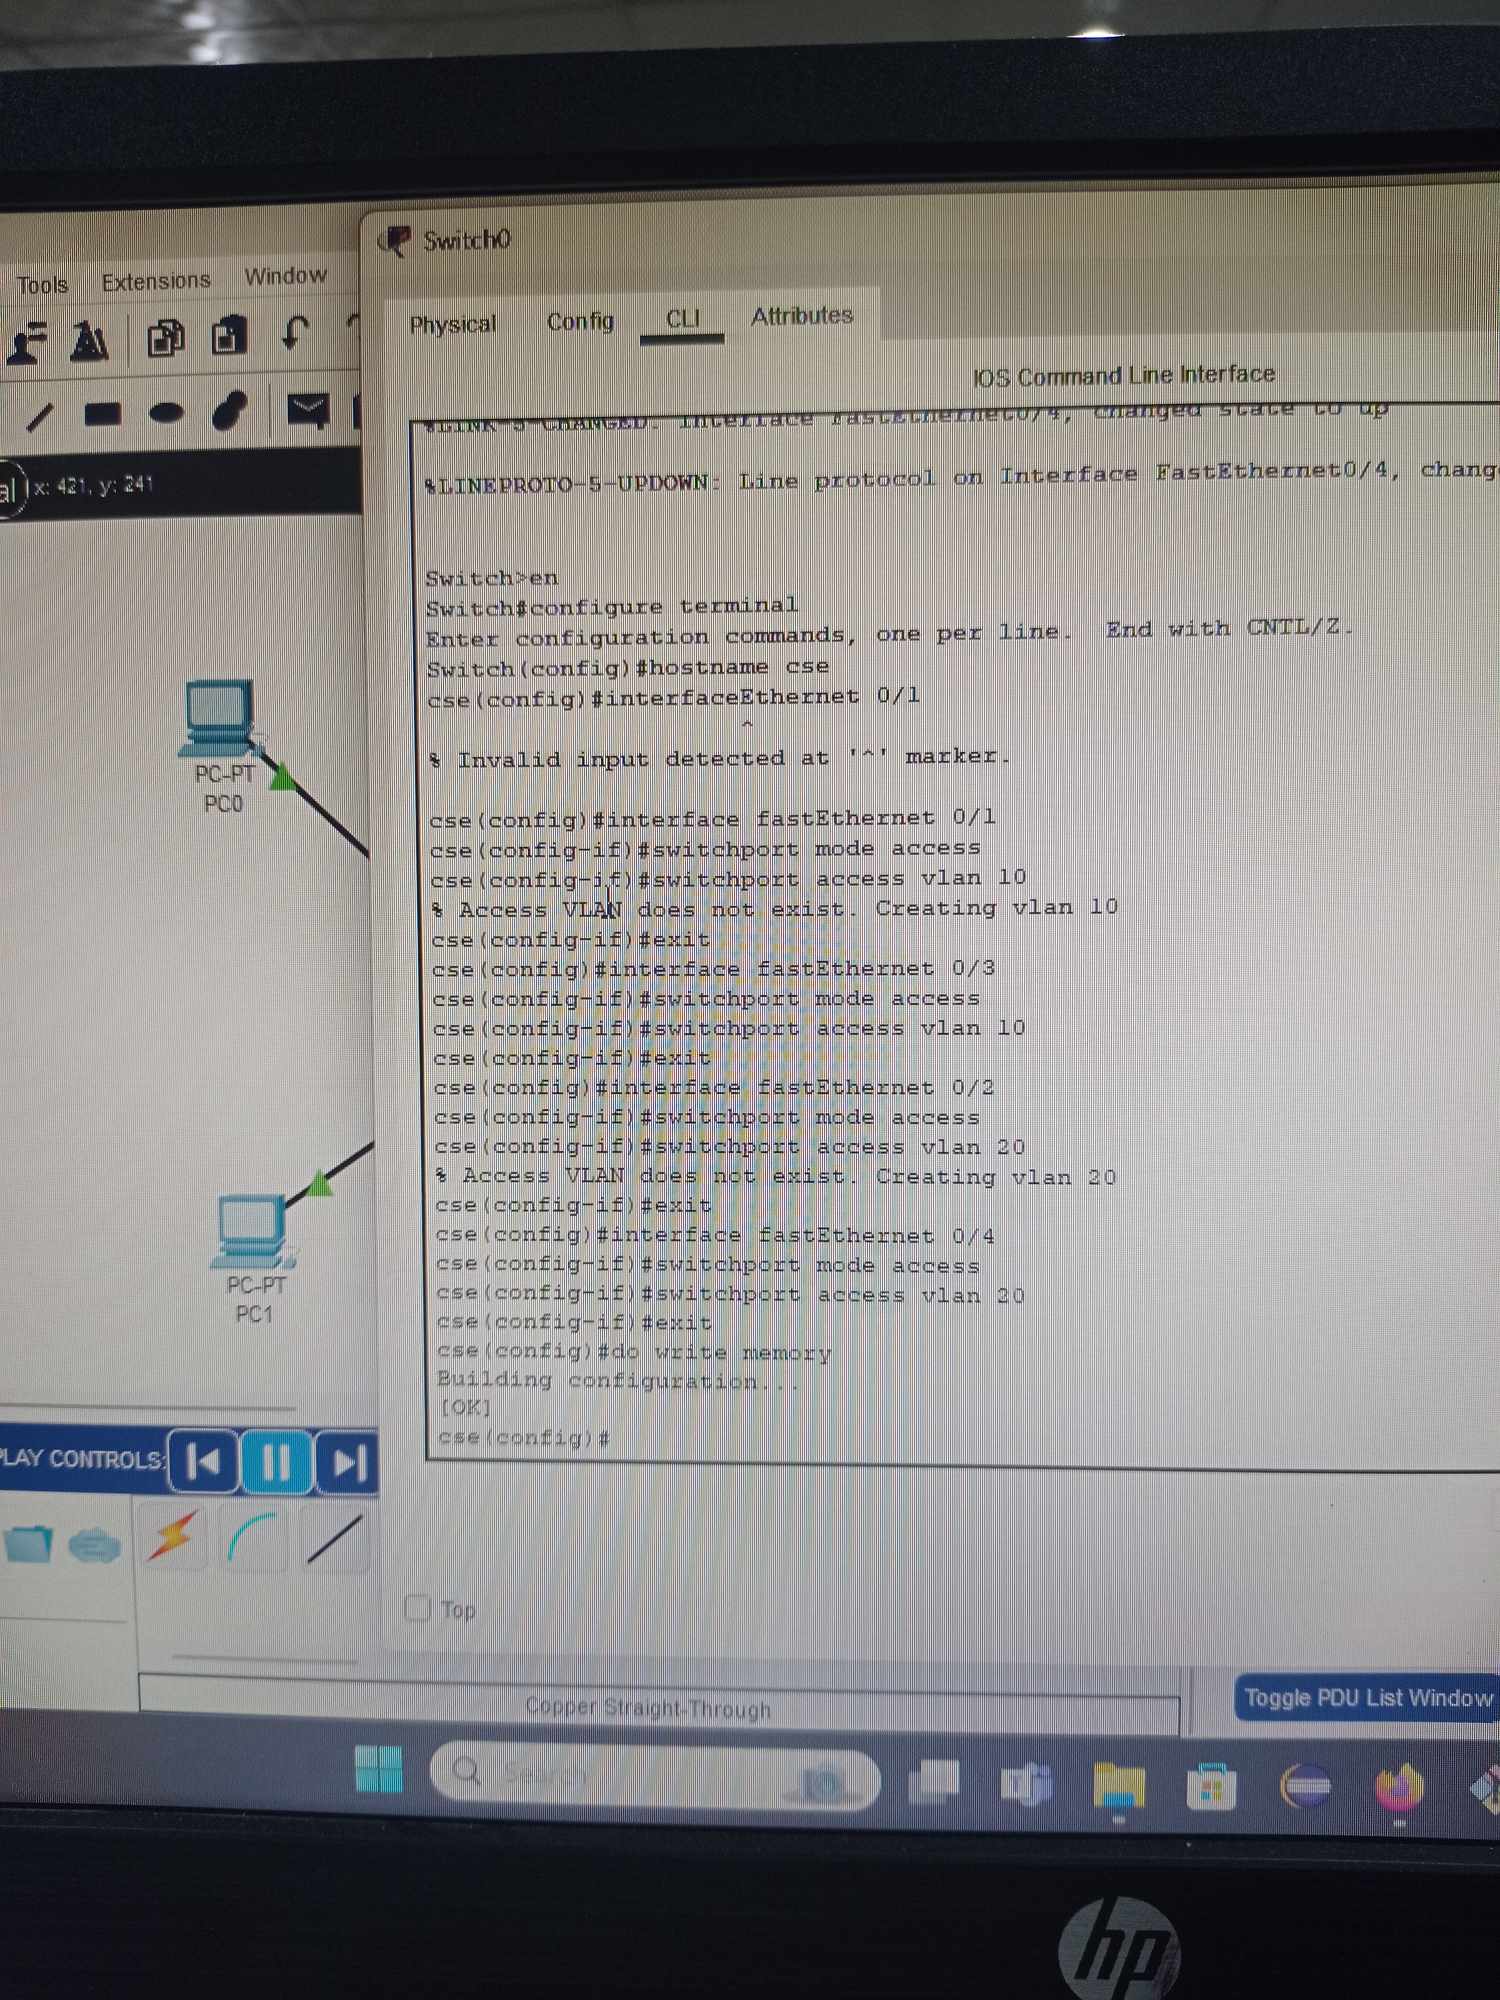 Switch0
Tools Extensions Window
Physical Config CLI Attributes
IOS Command Line Interface
x: 421, y: 241
%LINK-5-CHANGED: Interface FastEthernet0/4, changed state to up
%LINEPROTO-5-UPDOWN: Line protocol on Interface FastEthernet0/4, chang
Switch>en
Switch#configure terminal
Enter configuration commands, one per line.  End with CNTL/Z.
Switch(config)#hostname cse
cse(config)#interfaceEthernet 0/1
^
% Invalid input detected at '^' marker.
cse(config)#interface fastEthernet 0/1
cse(config-if)#switchport mode access
cse(config-if)#switchport access vlan 10
% Access VLAN does not exist. Creating vlan 10
cse(config-if)#exit
cse(config)#interface fastEthernet 0/3
cse(config-if)#switchport mode access
cse(config-if)#switchport access vlan 10
cse(config-if)#exit
cse(config)#interface fastEthernet 0/2
cse(config-if)#switchport mode access
cse(config-if)#switchport access vlan 20
% Access VLAN does not exist. Creating vlan 20
cse(config-if)#exit
cse(config)#interface fastEthernet 0/4
cse(config-if)#switchport mode access
cse(config-if)#switchport access vlan 20
cse(config-if)#exit
cse(config)#do write memory
Building configuration...
[OK]
cse(config)#
PC-PT
PC0
PC-PT
PC1
PLAY CONTROLS:
Top
Copper Straight-Through
Toggle PDU List Window
Search
hp